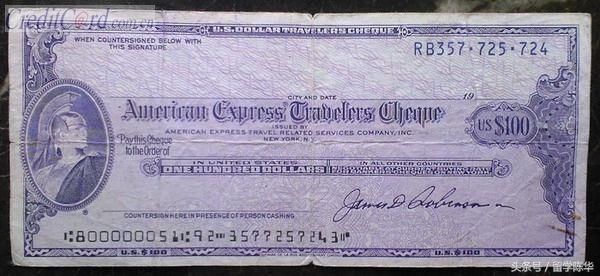 CreditCard.com.cn
U.S. DOLLAR TRAVELERS CHEQUE
WHEN COUNTERSIGNED BELOW WITH
THIS SIGNATURE
RB357·725·724
CITY AND DATE 19
American Express Travelers Cheque
ISSUED BY
AMERICAN EXPRESS TRAVEL RELATED SERVICES COMPANY, INC.
NEW YORK, N.Y.
US $100
Pay this Cheque
to the Order of
IN UNITED STATES
ONE HUNDRED DOLLARS
IN ALL OTHER COUNTRIES
COUNTERSIGN HERE IN PRESENCE OF PERSON CASHING
James D. Robinson
⑆800000051⑆92⑈3577257243⑈
U.S.$100
U.S.$100
头条号 / 留学陈华